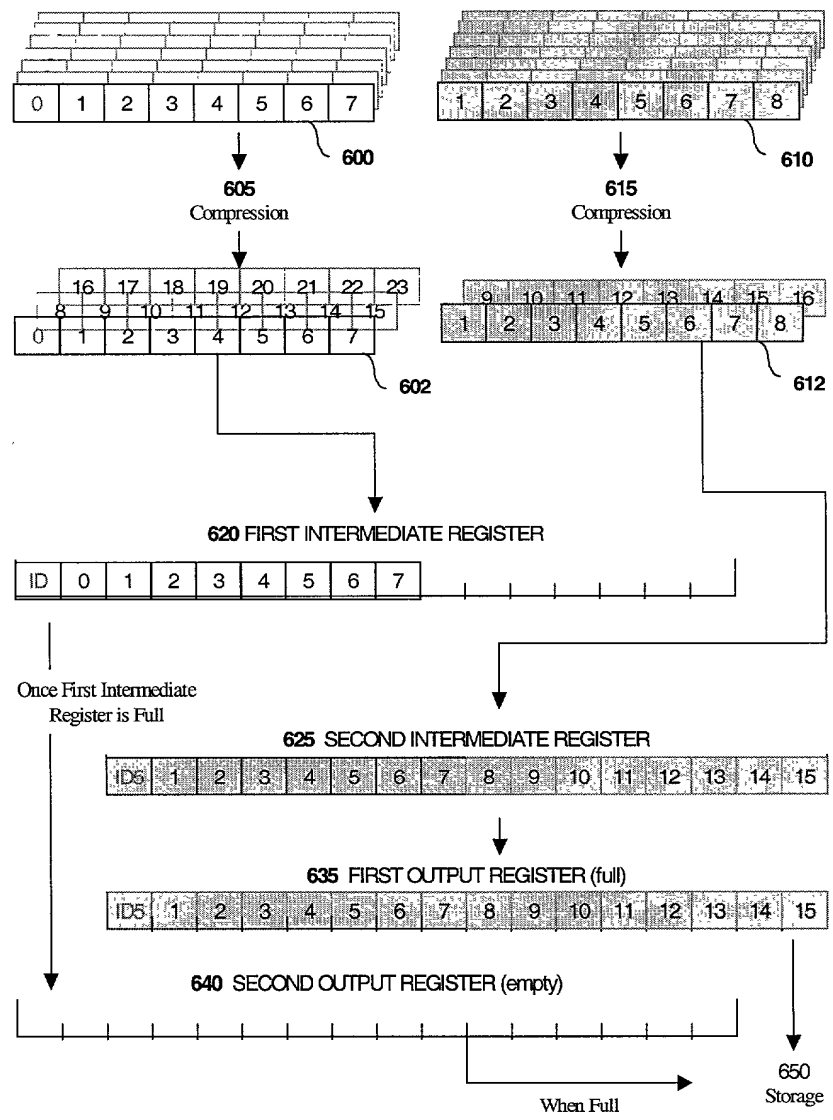 0 1 2 3 4 5 6 7
1 2 3 4 5 6 7 8
600
610
605
Compression
615
Compression
16 17 18 19 20 21 22 23
8 9 10 11 12 13 14 15
0 1 2 3 4 5 6 7
602
9 10 11 12 13 14 15 16
1 2 3 4 5 6 7 8
612
620 FIRST INTERMEDIATE REGISTER
ID 0 1 2 3 4 5 6 7
Once First Intermediate
Register is Full
625 SECOND INTERMEDIATE REGISTER
ID5 1 2 3 4 5 6 7 8 9 10 11 12 13 14 15
635 FIRST OUTPUT REGISTER (full)
ID5 1 2 3 4 5 6 7 8 9 10 11 12 13 14 15
640 SECOND OUTPUT REGISTER (empty)
When Full
650
Storage